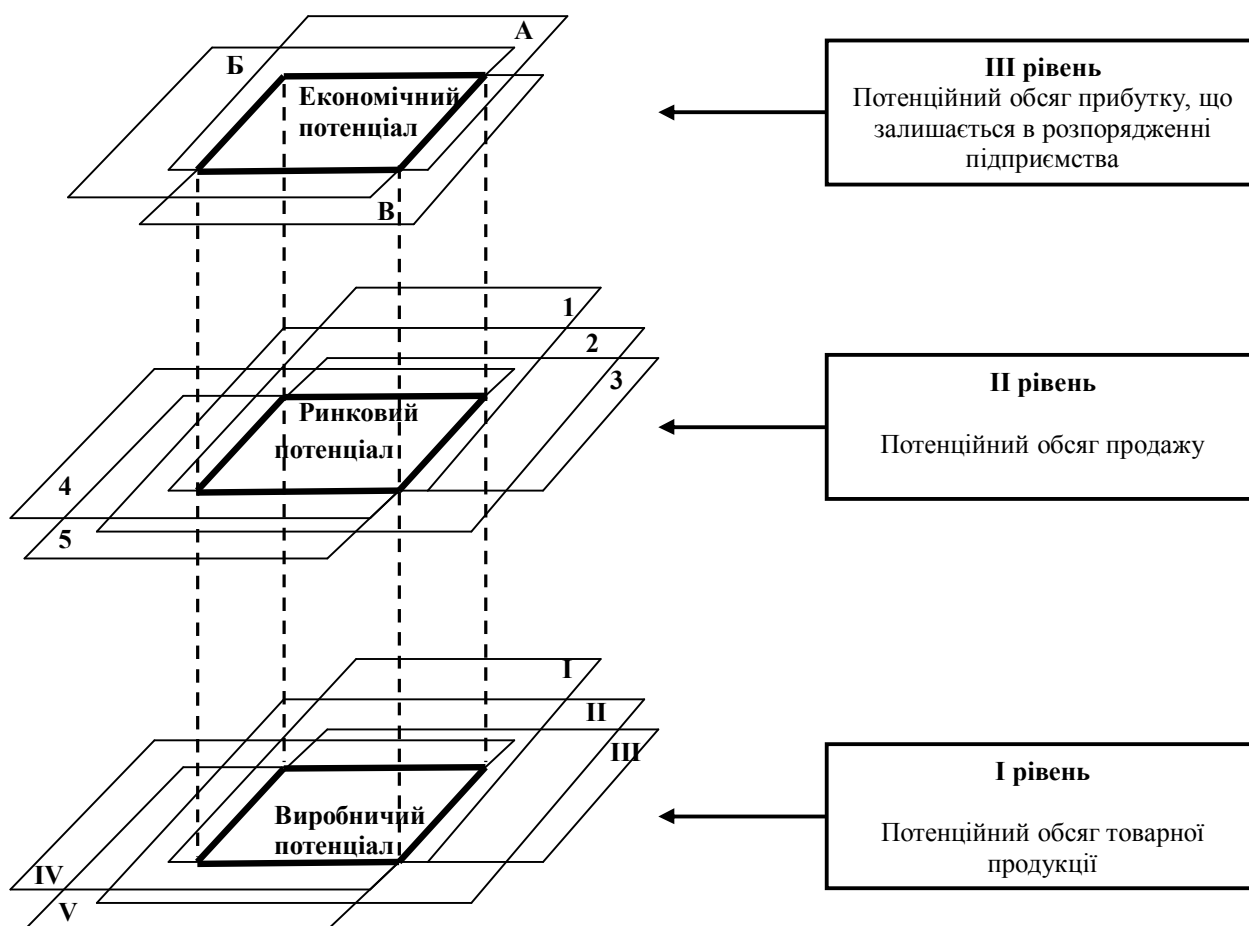 А
Б
Економічний
потенціал
В
III рівень
Потенційний обсяг прибутку, що
залишається в розпорядженні
підприємства
1
2
3
Ринковий
потенціал
4
5
II рівень
Потенційний обсяг продажу
I
II
III
Виробничий
потенціал
IV
V
I рівень
Потенційний обсяг товарної
продукції